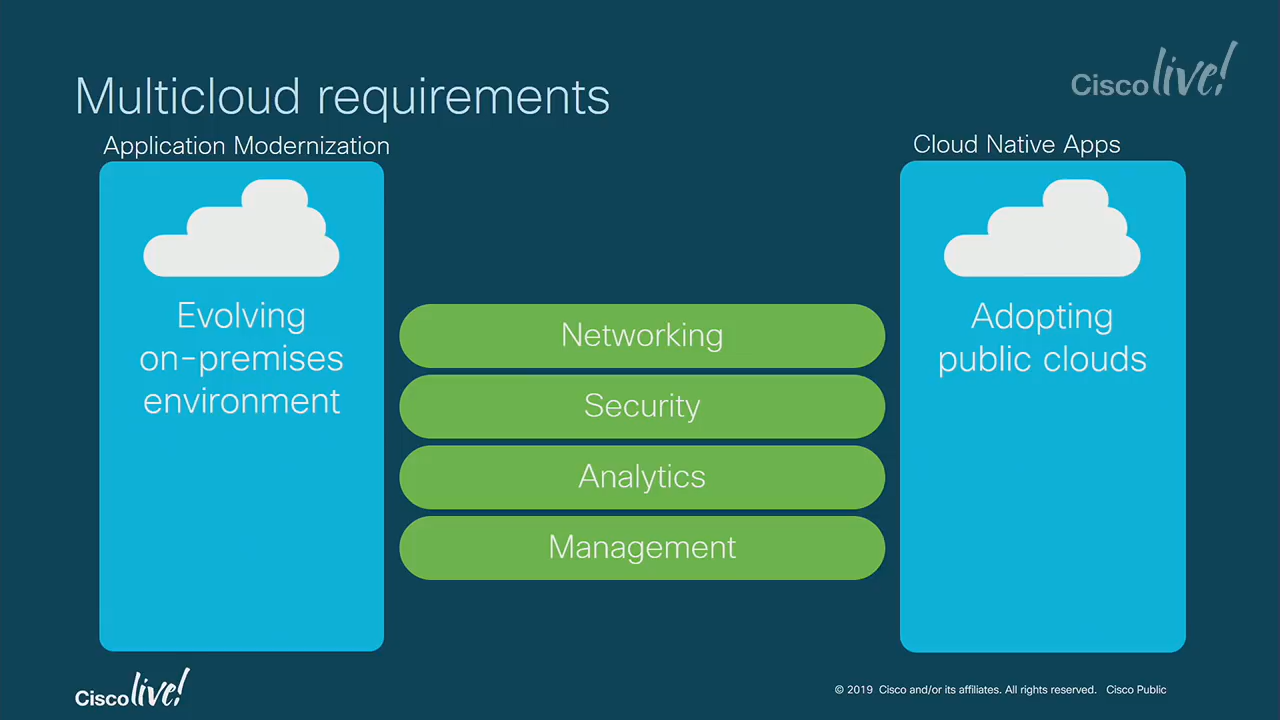 Cisco live!
Multicloud requirements
Application Modernization
Cloud Native Apps
Evolving
on-premises
environment
Networking
Security
Analytics
Management
Adopting
public clouds
Cisco live!
© 2019 Cisco and/or its affiliates. All rights reserved. Cisco Public